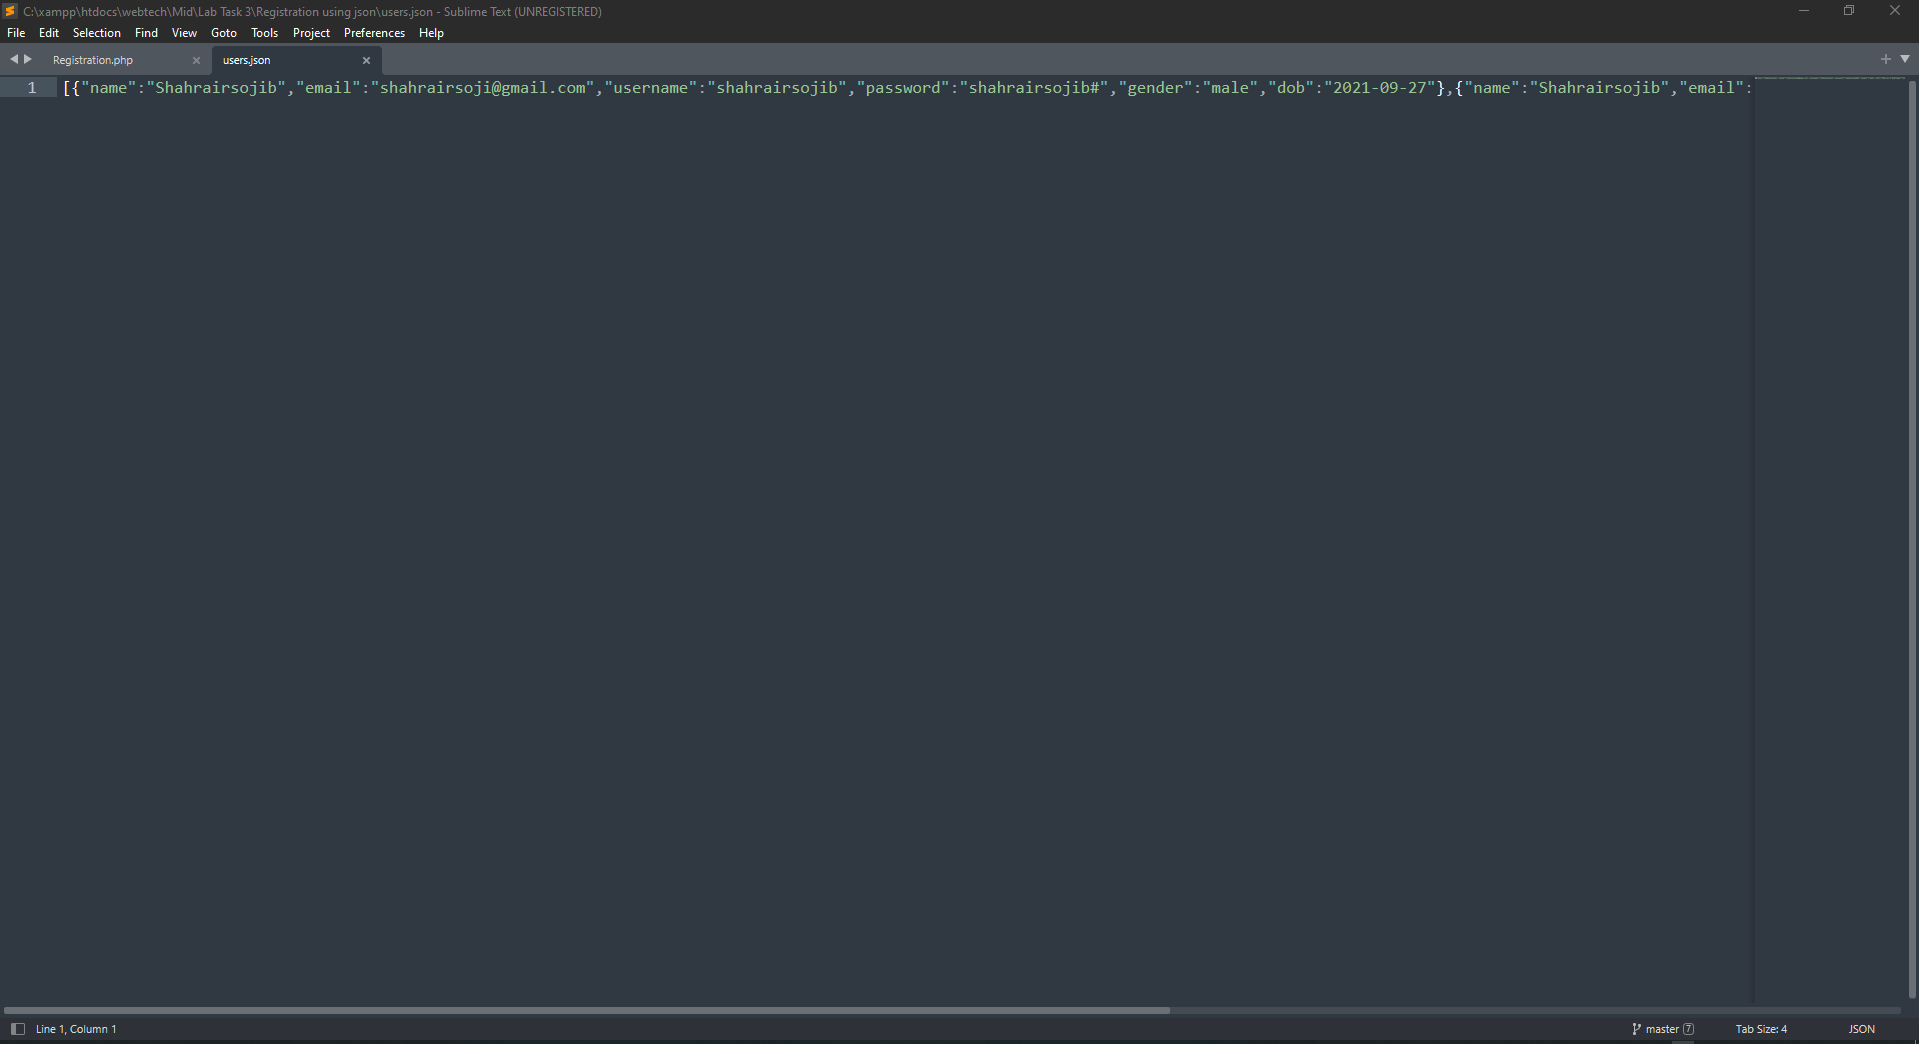 C:\xampp\htdocs\webtech\Mid\Lab Task 3\Registration using json\users.json - Sublime Text (UNREGISTERED)
File Edit Selection Find View Goto Tools Project Preferences Help
Registration.php users.json
1 [{"name":"Shahrairsojib","email":"shahrairsoji@gmail.com","username":"shahrairsojib","password":"shahrairsojib#","gender":"male","dob":"2021-09-27"},{"name":"Shahrairsojib","email":
Line 1, Column 1 master 7 Tab Size: 4 JSON